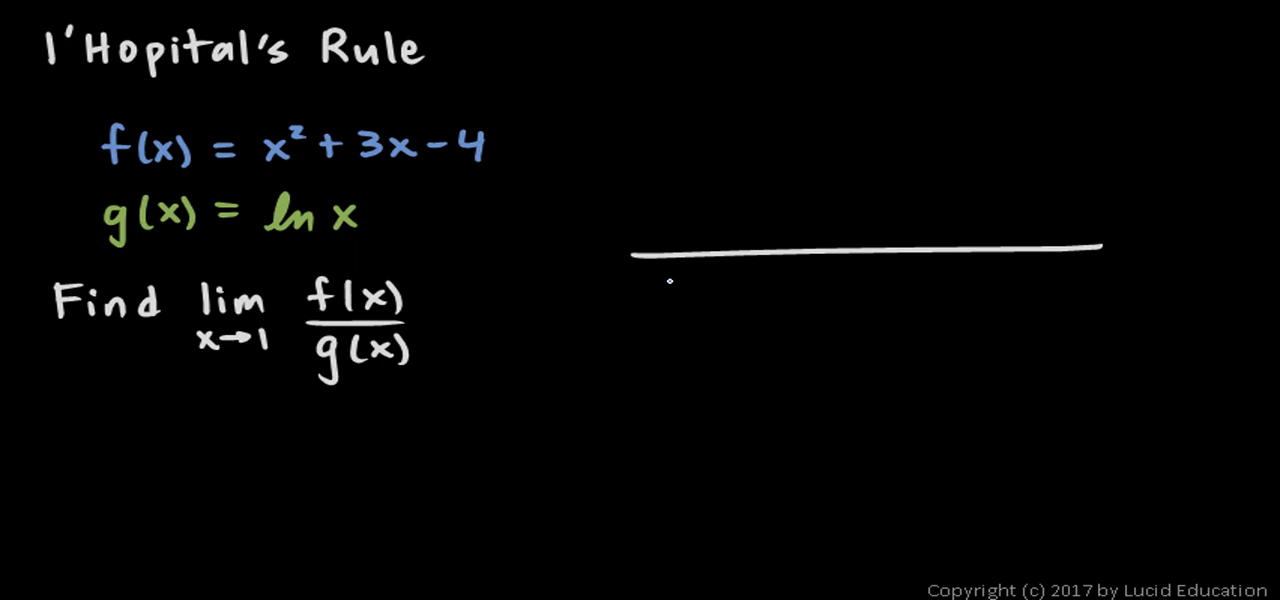 l'Hopital's Rule
f(x) = x² + 3x - 4
g(x) = ln x
Find lim f(x)
x→1 g(x)
Copyright (c) 2017 by Lucid Education